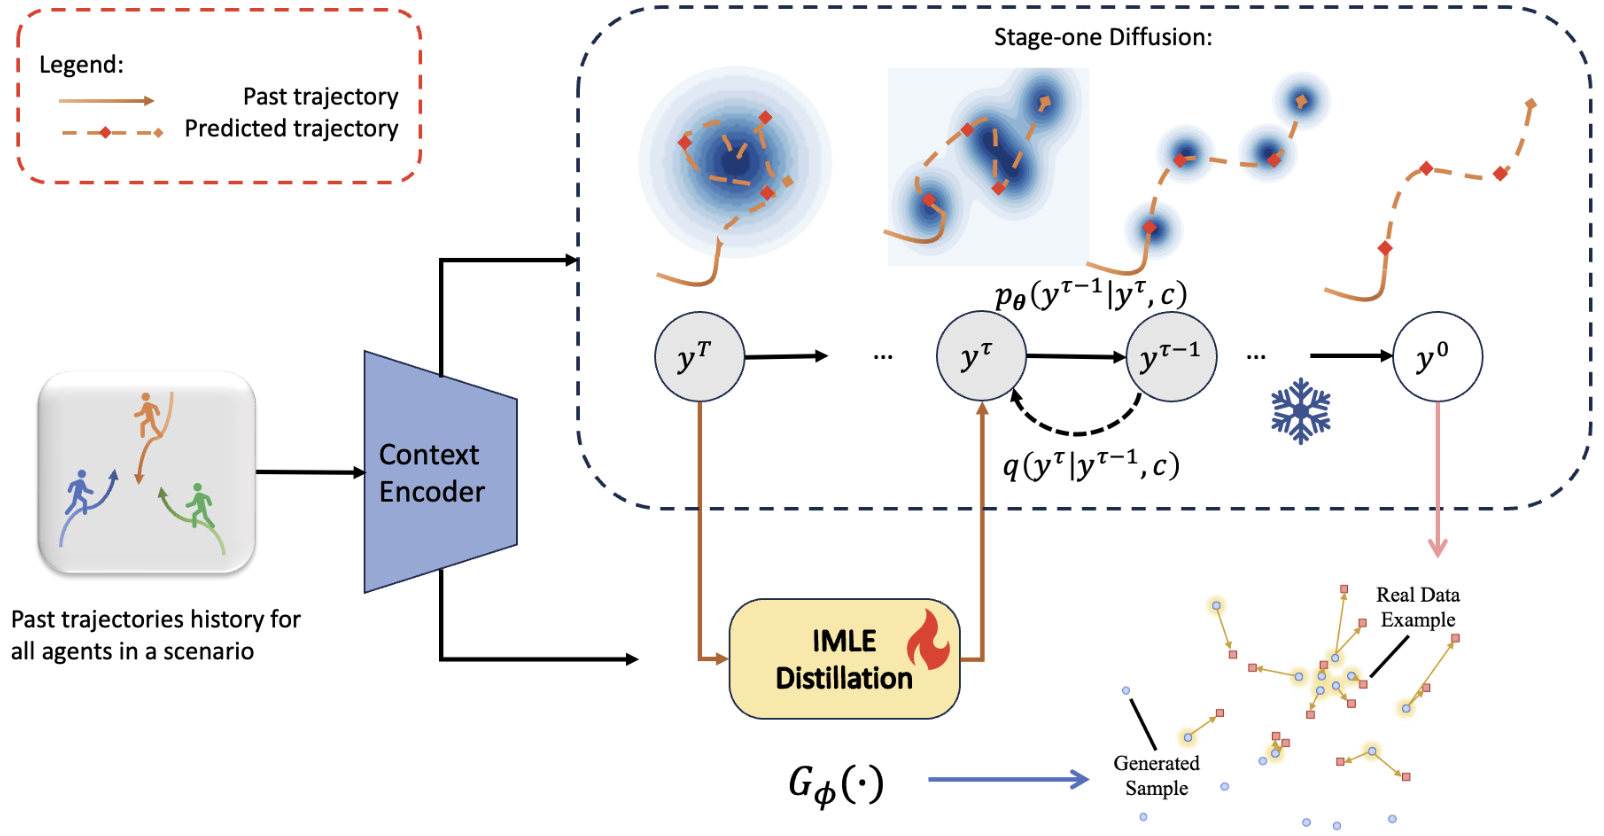 Legend:
Past trajectory
Predicted trajectory
Stage-one Diffusion:
$p_{\theta}(y^{\tau-1}|y^{\tau}, c)$
$y^{T}$
...
$y^{\tau}$
$y^{\tau-1}$
...
$y^{0}$
$q(y^{\tau}|y^{\tau-1}, c)$
Context
Encoder
Past trajectories history for
all agents in a scenario
IMLE
Distillation
Real Data
Example
Generated
Sample
$G_{\phi}(\cdot)$